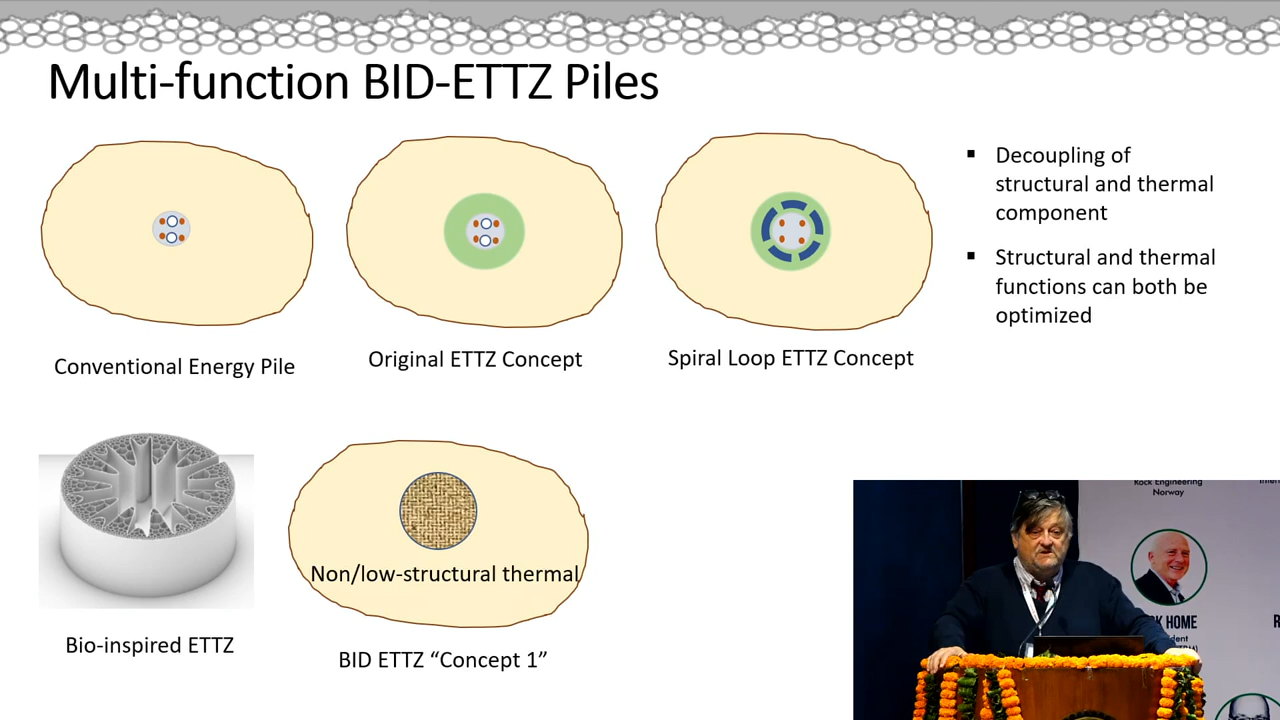 Multi-function BID-ETTZ Piles
Decoupling of
structural and thermal
component
Structural and thermal
functions can both be
optimized
Conventional Energy Pile
Original ETTZ Concept
Spiral Loop ETTZ Concept
Non/low-structural thermal
Bio-inspired ETTZ
BID ETTZ “Concept 1”
Rock Engineering
Norway
HOME